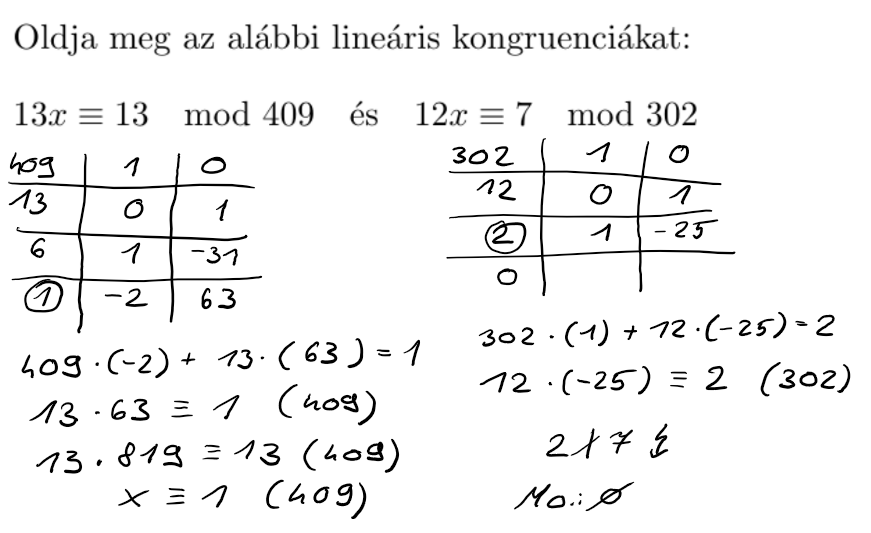 Oldja meg az alábbi lineáris kongruenciákat:
13x ≡ 13 mod 409 és 12x ≡ 7 mod 302
409 | 1 | 0
13 | 0 | 1
6 | 1 | -31
1 | -2 | 63
409 · (-2) + 13 · (63) = 1
13 · 63 ≡ 1 (409)
13 · 819 ≡ 13 (409)
x ≡ 1 (409)
302 | 1 | 0
12 | 0 | 1
2 | 1 | -25
0
302 · (1) + 12 · (-25) = 2
12 · (-25) ≡ 2 (302)
2 ∤ 7 ↯
Mo.: ∅